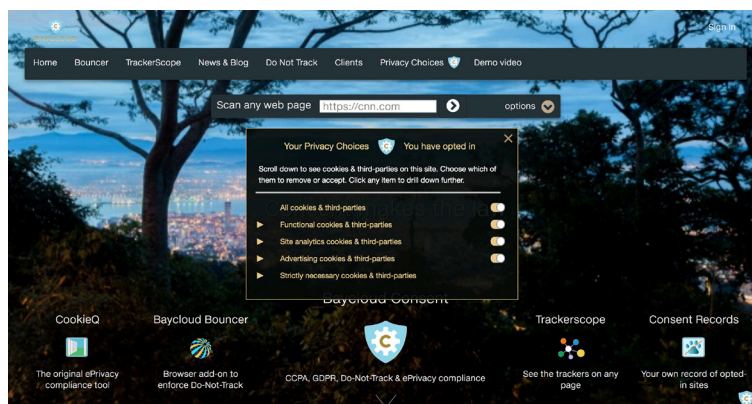 Sign In
Home Bouncer TrackerScope News & Blog Do Not Track Clients Privacy Choices C Demo video
Scan any web page https://cnn.com options
Your Privacy Choices C You have opted in
Scroll down to see cookies & third-parties on this site. Choose which of
them to remove or accept. Click any item to drill down further.
All cookies & third-parties
Functional cookies & third-parties
Site analytics cookies & third-parties
Advertising cookies & third-parties
Strictly necessary cookies & third-parties
Baycloud Consent
CookieQ Baycloud Bouncer Trackerscope Consent Records
C
The original ePrivacy
compliance tool
Browser add-on to
enforce Do-Not-Track
CCPA, GDPR, Do-Not-Track & ePrivacy compliance
See the trackers on any
page
Your own record of opted-
in sites